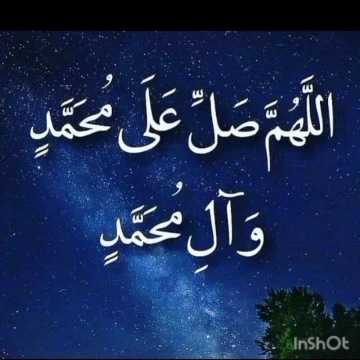 اللَّهُمَّ صَلِّ عَلَى مُحَمَّدٍ
وَ آلِ مُحَمَّدٍ
InShOt